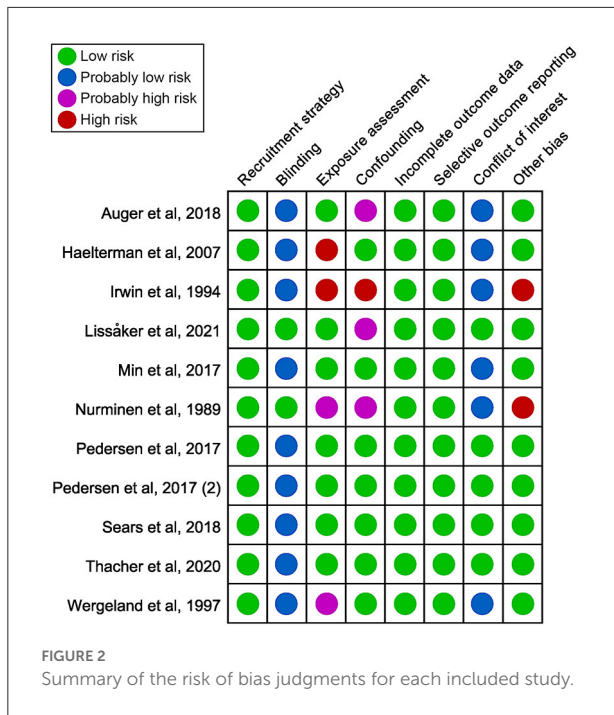 Low risk
Probably low risk
Probably high risk
High risk
Recruitment strategy
Blinding
Exposure assessment
Confounding
Incomplete outcome data
Selective outcome reporting
Conflict of interest
Other bias
Auger et al, 2018
Haelterman et al, 2007
Irwin et al, 1994
Lissåker et al, 2021
Min et al, 2017
Nurminen et al, 1989
Pedersen et al, 2017
Pedersen et al, 2017 (2)
Sears et al, 2018
Thacher et al, 2020
Wergeland et al, 1997
FIGURE 2
Summary of the risk of bias judgments for each included study.